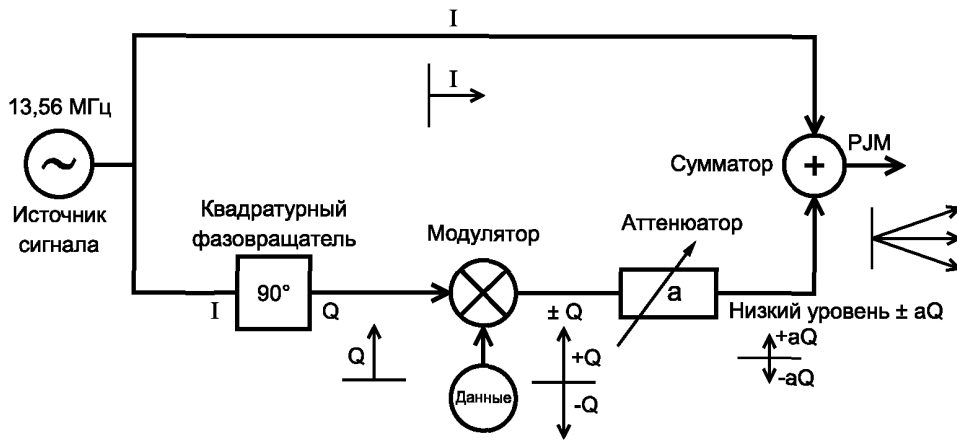 I
I
13,56 МГц
PJM
Сумматор
Источник
сигнала
Квадратурный
фазовращатель
Модулятор
Аттенюатор
90°
a
I
Q
± Q
Низкий уровень ± aQ
Q
+Q
-Q
+aQ
-aQ
Данные